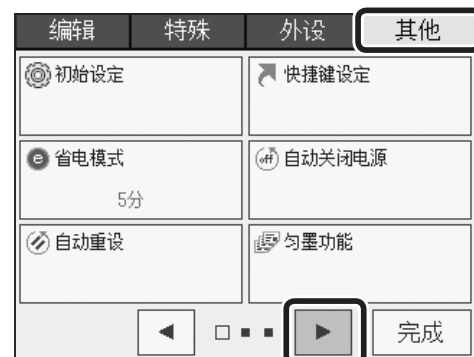 编辑 特殊 外设 其他
初始设定 快捷键设定
省电模式 自动关闭电源
5分
自动重设 匀墨功能
完成